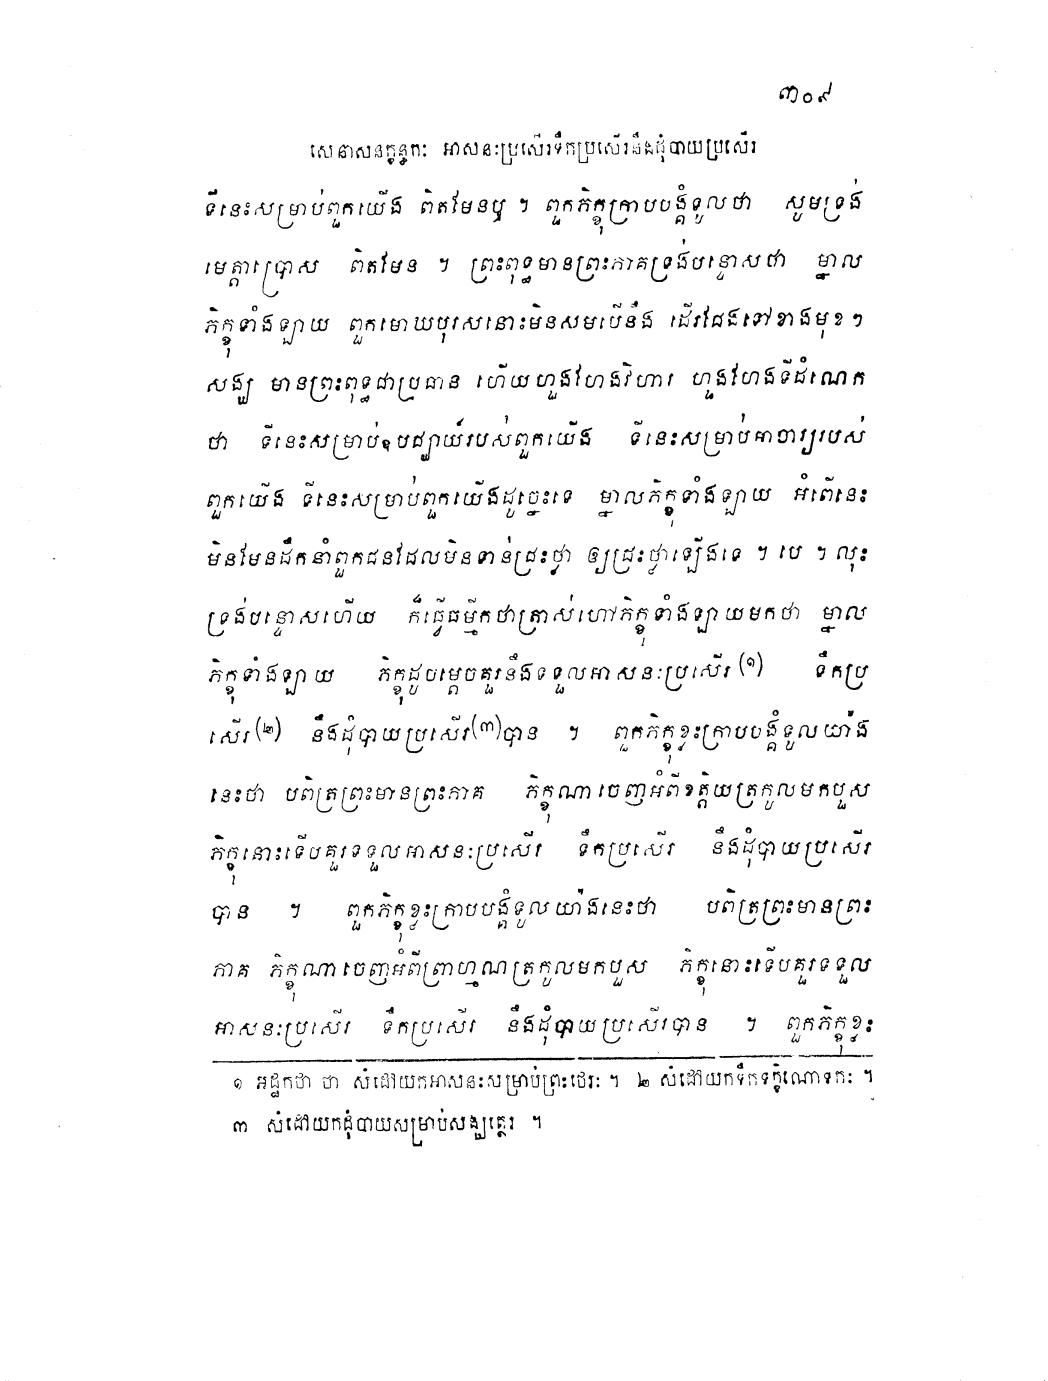 ៣០៩
សេនាសនក្ខន្ធកៈ អាសនៈប្រសើរទឹកប្រសើរនឹងដុំបាយប្រសើរ
ទីនេះសម្រាប់ពួកយើង ពិតមែនឬ ។ ពួកភិក្ខុក្រាបបង្គំទូលថា សូមទ្រង់
មេត្តាប្រោស ពិតមែន ។ ព្រះពុទ្ធមានព្រះភាគទ្រង់បន្ទោសថា ម្នាល
ភិក្ខុទាំងឡាយ ពួកមោឃបុរសនោះមិនសមបើនឹង ដើរផែងទៅខាងមុខៗ
សង្ឃ មានព្រះពុទ្ធជាប្រធាន ហើយហួងហែងវិហារ ហួងហែងទីដំណេក
ថា ទីនេះសម្រាប់ឧបជ្ឈាយ៍របស់ពួកយើង ទីនេះសម្រាប់អាចារ្យរបស់
ពួកយើង ទីនេះសម្រាប់ពួកយើងដូច្នេះទេ ម្នាលភិក្ខុទាំងឡាយ អំពើនេះ
មិនមែនដឹកនាំពួកជនដែលមិនទាន់ជ្រះថ្លា ឲ្យជ្រះថ្លាឡើងទេ ។ បេ ។ លុះ
ទ្រង់បន្ទោសហើយ ក៏ធ្វើធម្មីកថាត្រាស់ហៅភិក្ខុទាំងឡាយមកថា ម្នាល
ភិក្ខុទាំងឡាយ ភិក្ខុដូចម្តេចគួរនឹងទទួលអាសនៈប្រសើរ(១) ទឹកប្រ
សើរ(២) នឹងដុំបាយប្រសើរ(៣)បាន ។ ពួកភិក្ខុខ្លះក្រាបបង្គំទូលយ៉ាង
នេះថា បពិត្រព្រះមានព្រះភាគ ភិក្ខុណាចេញអំពីខត្តិយត្រកូលមកបួស
ភិក្ខុនោះទើបគួរទទួលអាសនៈប្រសើរ ទឹកប្រសើរ នឹងដុំបាយប្រសើរ
បាន ។ ពួកភិក្ខុខ្លះក្រាបបង្គំទូលយ៉ាងនេះថា បពិត្រព្រះមានព្រះ
ភាគ ភិក្ខុណាចេញអំពីព្រាហ្មណត្រកូលមកបួស ភិក្ខុនោះទើបគួរទទួល
អាសនៈប្រសើរ ទឹកប្រសើរ នឹងដុំបាយប្រសើរបាន ។ ពួកភិក្ខុខ្លះ
១ អដ្ឋកថា ថា សំដៅយកអាសនះសម្រាប់ព្រះថេរៈ ។ ២ សំដៅយកទឹកទក្ខិណោទកៈ ។
៣ សំដៅយកដុំបាយសម្រាប់សង្ឃត្ថេរ ។